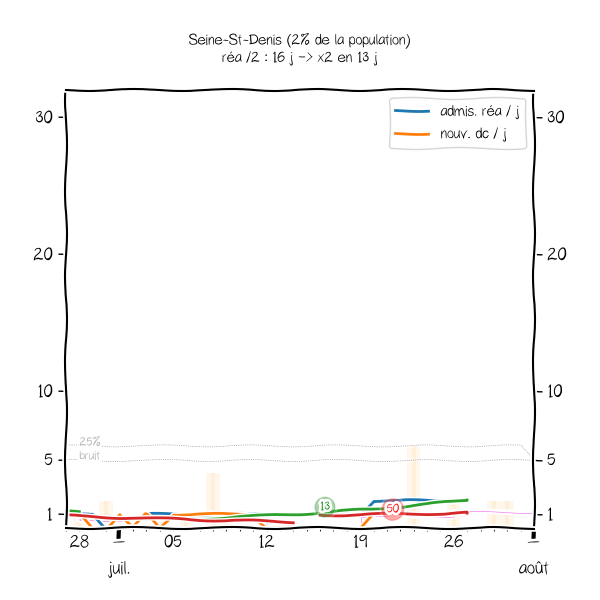 Seine-St-Denis (2% de la population)
réa /2 : 16 j -> x2 en 13 j
admis. réa / j
nouv. dc / j
30
30
20
20
10
10
25%
bruit
5
5
13
50
1
1
28
05
12
19
26
juil.
août